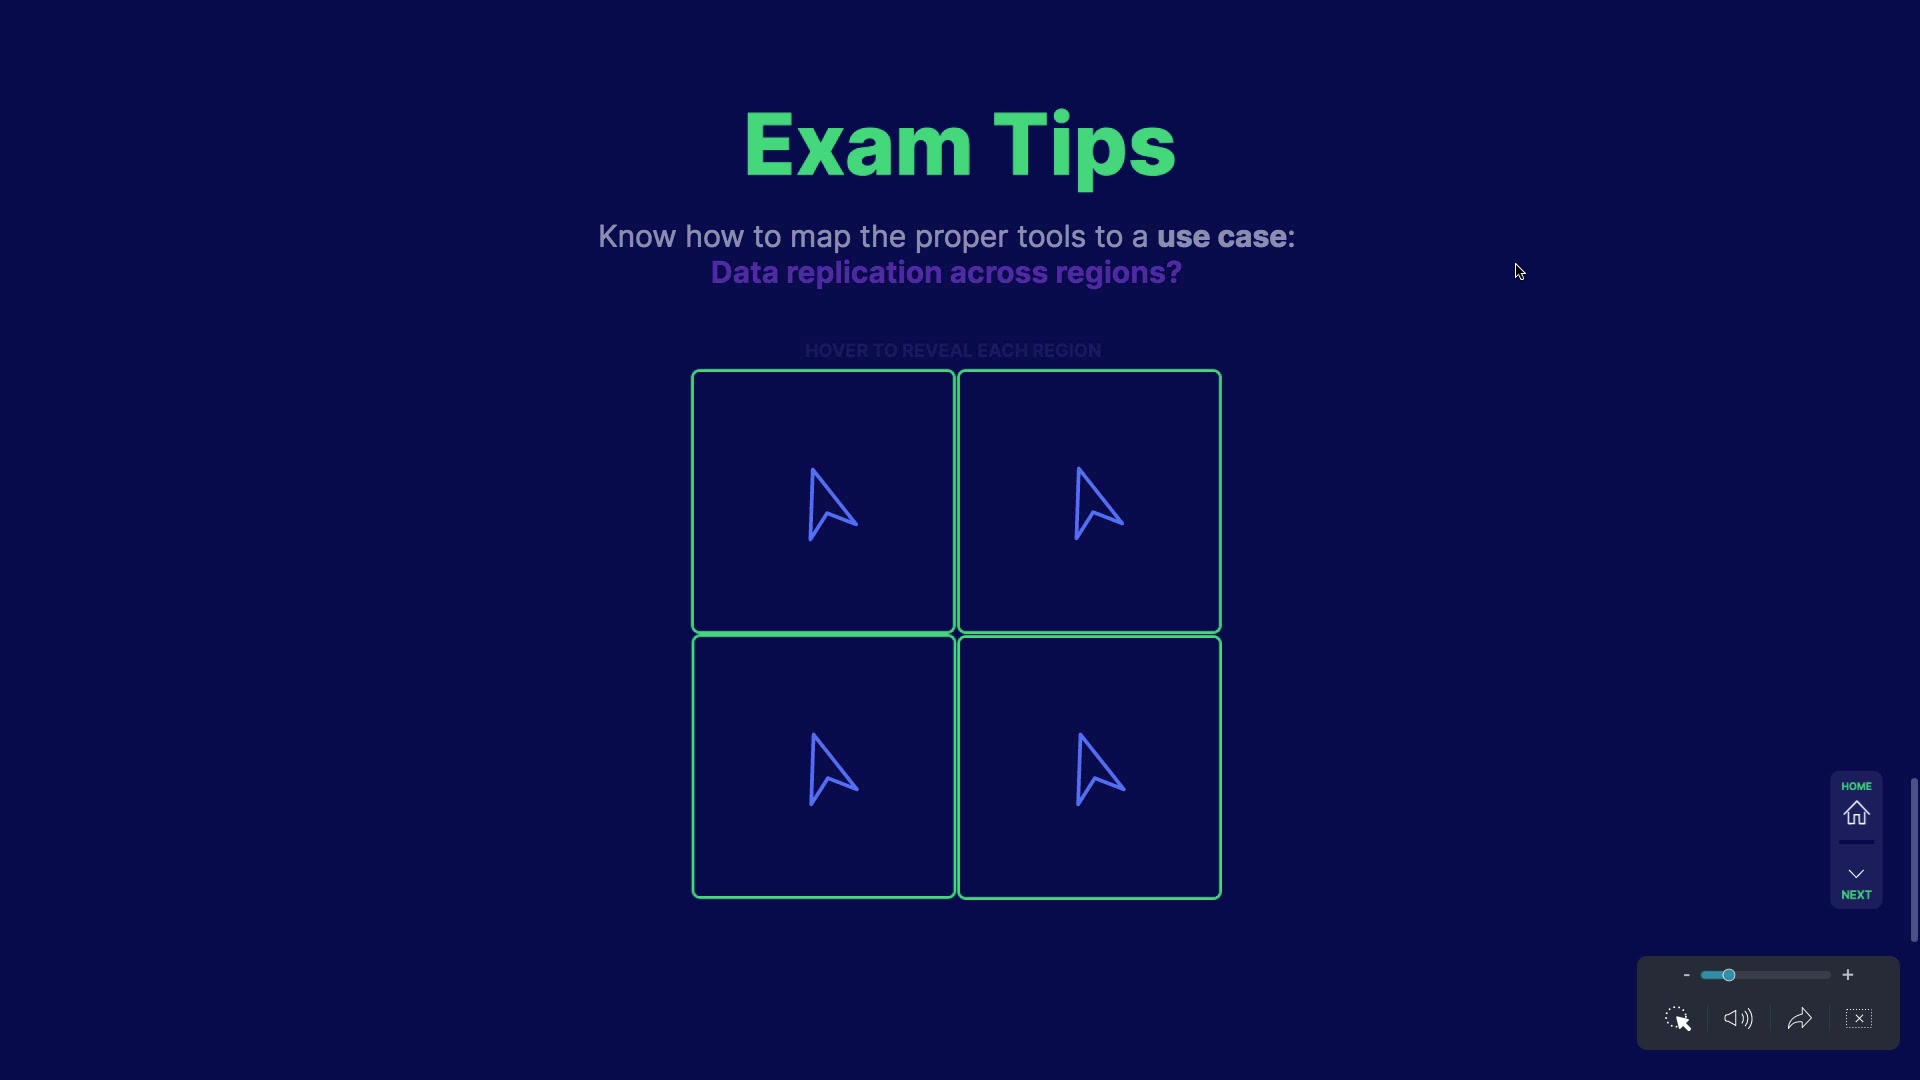 Exam Tips
Know how to map the proper tools to a use case:
Data replication across regions?
HOVER TO REVEAL EACH REGION
HOME
NEXT
- +